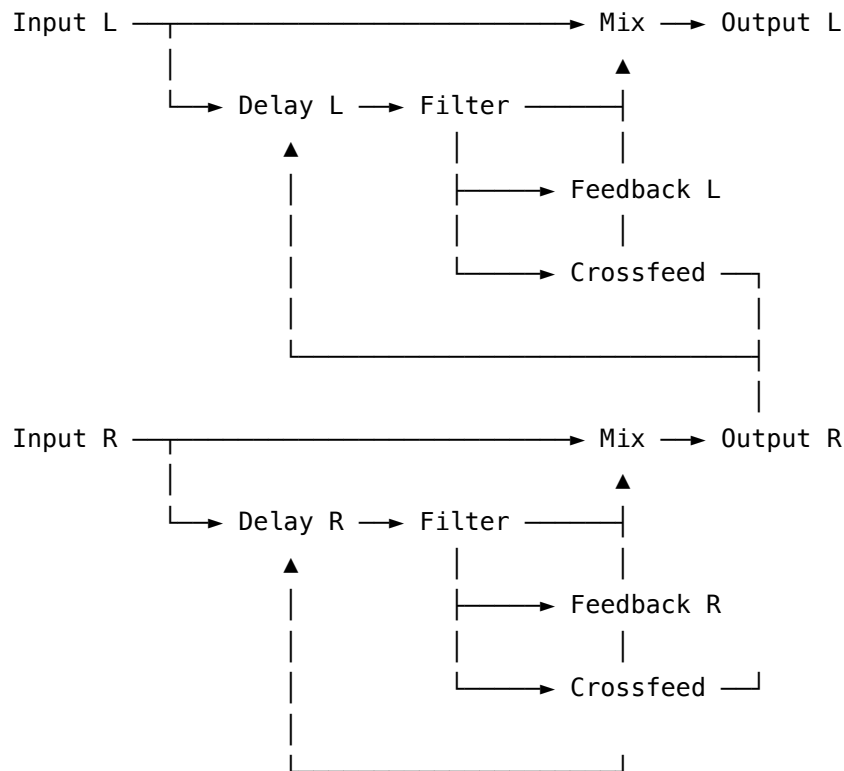 Input L Mix Output L
Delay L Filter
Feedback L
Crossfeed
Input R Mix Output R
Delay R Filter
Feedback R
Crossfeed